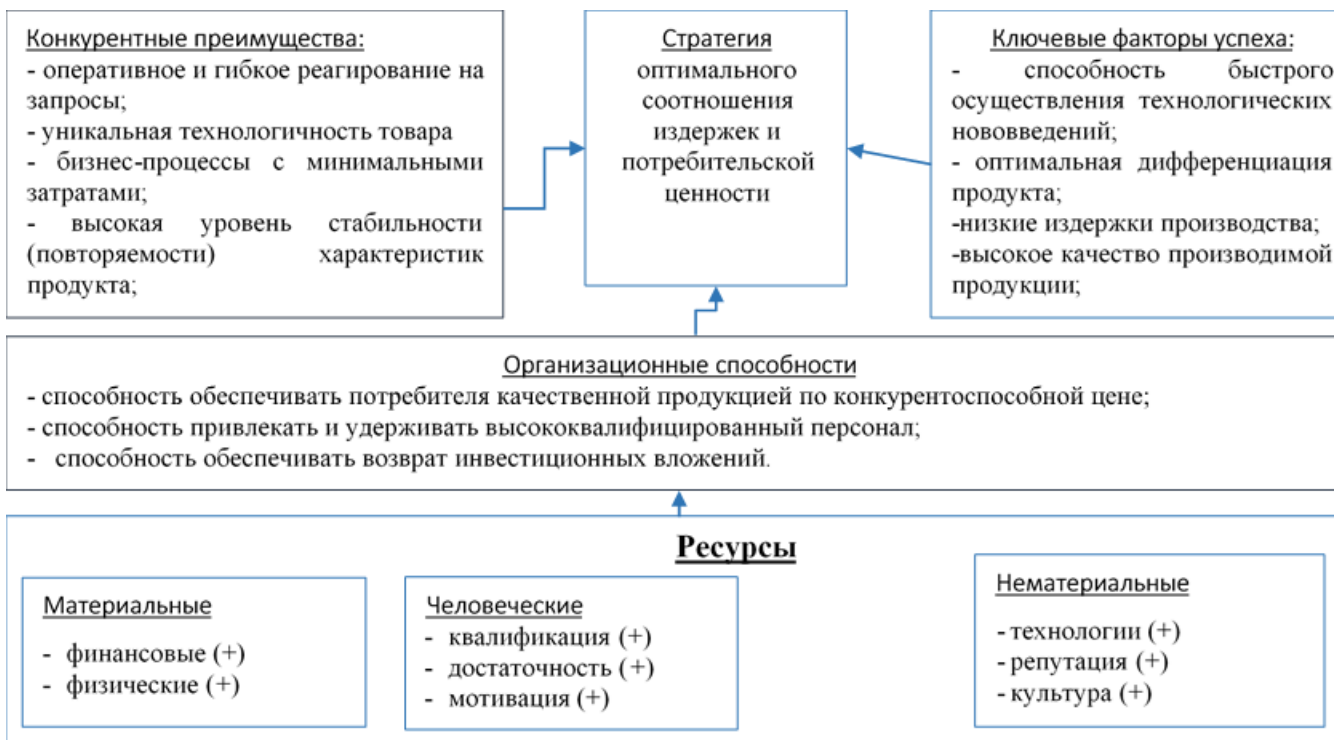 Конкурентные преимущества:
- оперативное и гибкое реагирование на
запросы;
- уникальная технологичность товара
- бизнес-процессы с минимальными
затратами;
- высокая уровень стабильности
(повторяемости) характеристик
продукта;
Стратегия
оптимального
соотношения
издержек и
потребительской
ценности
Ключевые факторы успеха:
- способность быстрого
осуществления технологических
нововведений;
- оптимальная дифференциация
продукта;
-низкие издержки производства;
-высокое качество производимой
продукции;
Организационные способности
- способность обеспечивать потребителя качественной продукцией по конкурентоспособной цене;
- способность привлекать и удерживать высококвалифицированный персонал;
- способность обеспечивать возврат инвестиционных вложений.
Ресурсы
Материальные
- финансовые (+)
- физические (+)
Человеческие
- квалификация (+)
- достаточность (+)
- мотивация (+)
Нематериальные
- технологии (+)
- репутация (+)
- культура (+)